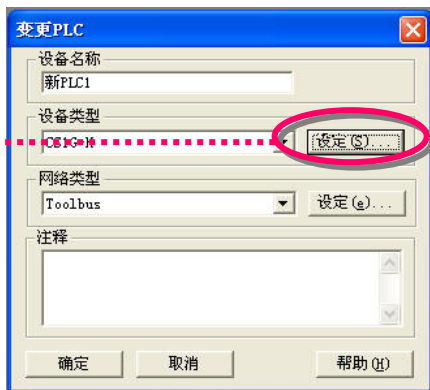 变更PLC
设备名称
新PLC1
设备类型
CS1G-H 设定(S)...
网络类型
Toolbus 设定(e)...
注释
确定 取消 帮助(H)